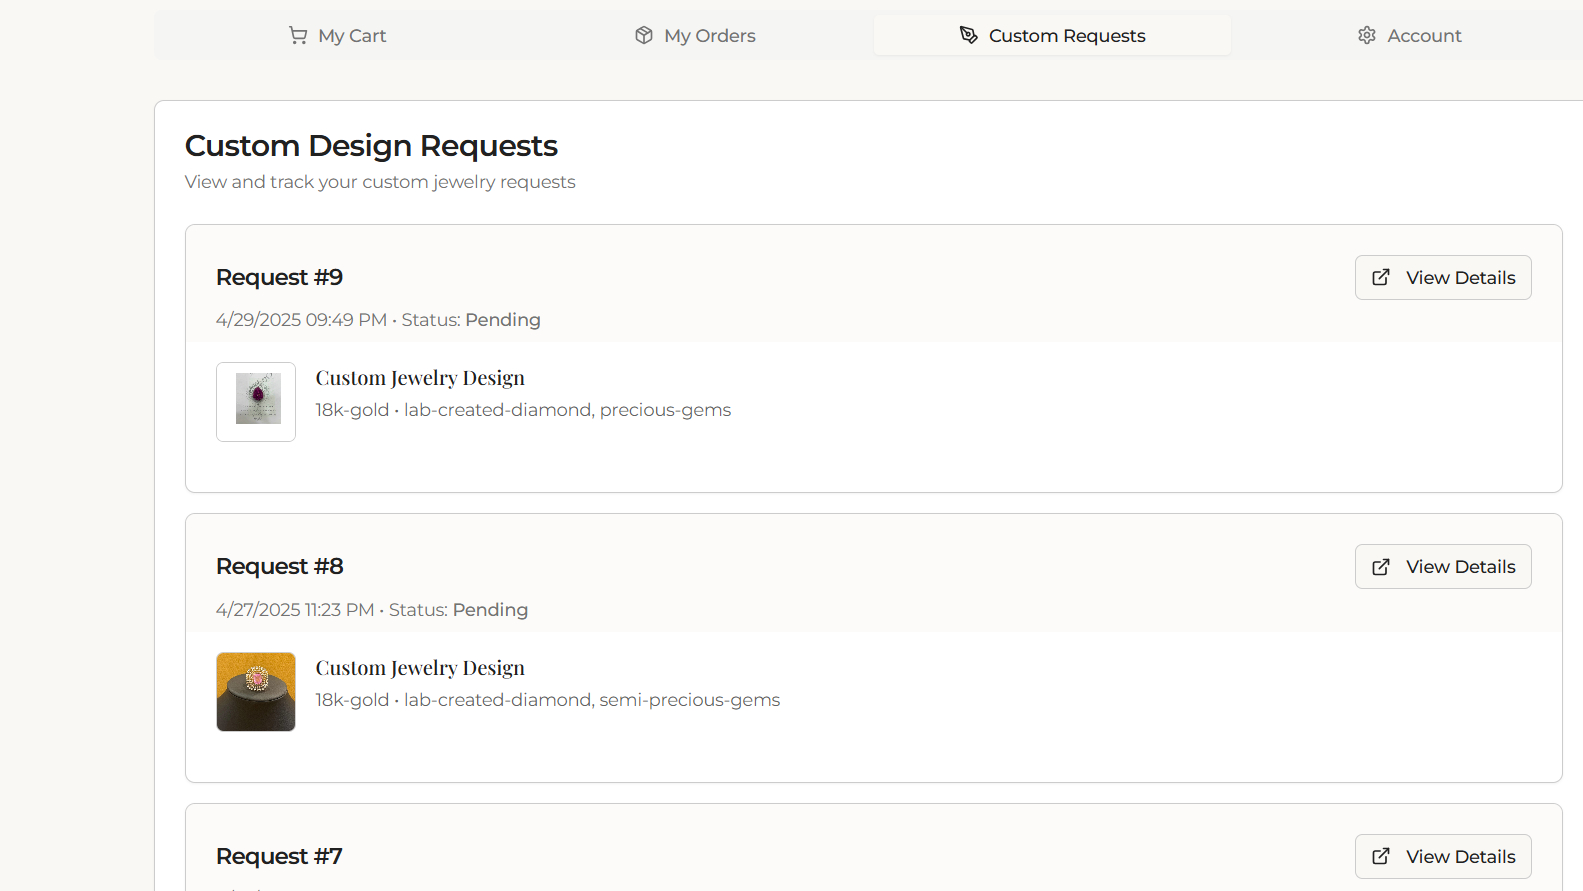 My Cart
My Orders
Custom Requests
Account
Custom Design Requests
View and track your custom jewelry requests
Request #9
View Details
4/29/2025 09:49 PM • Status: Pending
Custom Jewelry Design
18k-gold • lab-created-diamond, precious-gems
Request #8
View Details
4/27/2025 11:23 PM • Status: Pending
Custom Jewelry Design
18k-gold • lab-created-diamond, semi-precious-gems
Request #7
View Details